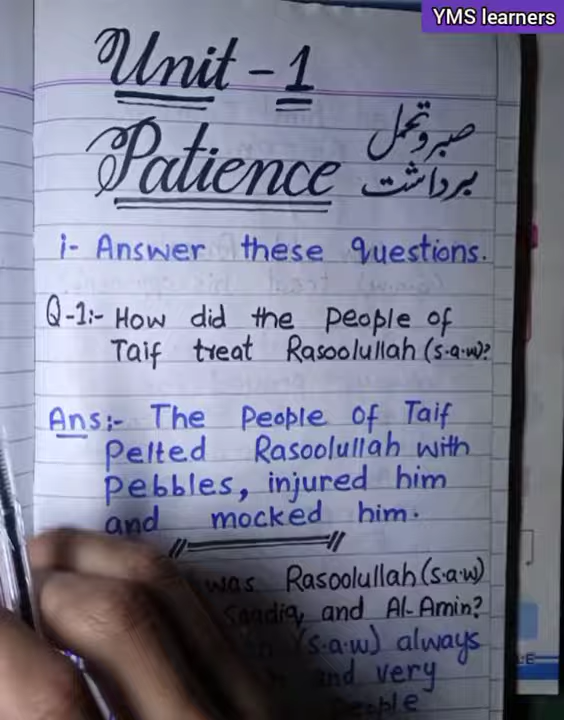 YMS learners
Unit - 1
Patience
صبر و تحمل
برداشت
i- Answer these questions.
Q-1:- How did the people of
Taif treat Rasoolullah (s.a.w)?
Ans:- The People of Taif
Pelted Rasoolullah with
Pebbles, injured him
and mocked him.
was Rasoolullah (s.a.w)
Saadiq and Al-Amin?
(s.a.w) always
and very